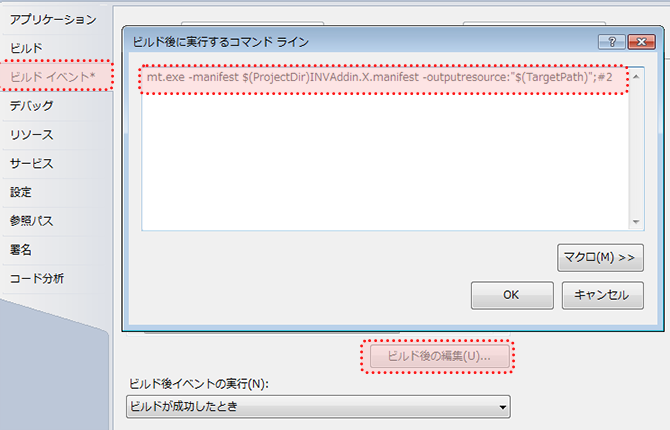 アプリケーション
ビルド
ビルド イベント*
デバッグ
リソース
サービス
設定
参照パス
署名
コード分析
ビルド後に実行するコマンド ライン
mt.exe -manifest $(ProjectDir)INVAddin.X.manifest -outputresource:"$(TargetPath)";#2
マクロ(M) >>
OK
キャンセル
ビルド後の編集(U)...
ビルド後イベントの実行(N):
ビルドが成功したとき